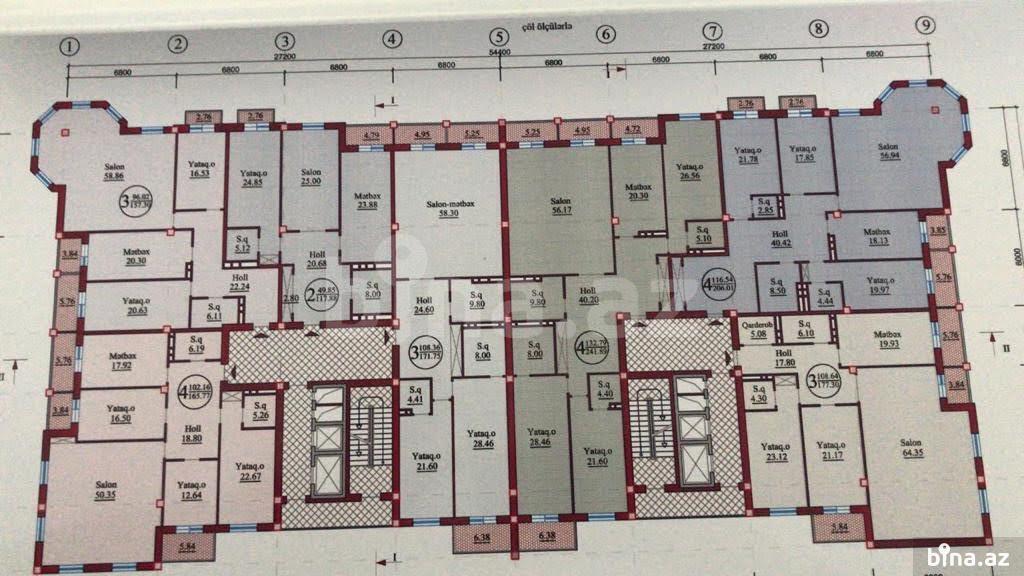 çöl ölçülərlə
1 2 3 4 5 6 7 8 9
27200 54400 27200
6800 6800 6800 6800 6800 6800 6800 6800
2.76 2.76 4.79 4.95 5.25 5.25 4.95 4.72 2.76 2.76
Salon
58.86
3 96.02
157.30
Yataq.o
16.53
Yataq.o
24.85
Salon
25.00
Mətbəx
23.88
Salon-mətbəx
58.30
Salon
56.17
Mətbəx
20.30
Yataq.o
26.56
Yataq.o
21.78
Yataq.o
17.85
Salon
56.94
6800
6000
S.q
5.12
S.q
5.10
S.q
2.85
3.84
Mətbəx
20.30
Holl
22.24
Holl
20.68
2.80
2 49.85
117.88
S.q
8.00
Holl
24.60
S.q
9.80
S.q
9.80
Holl
40.20
Holl
40.42
4 116.54
206.01
Mətbəx
18.13
3.85
5.76
Yataq.o
20.63
S.q
6.11
S.q
8.50
S.q
4.44
Yataq.o
19.97
5.76
5.76
Mətbəx
17.92
S.q
6.19
3 108.36
171.75
S.q
8.00
S.q
8.00
4 132.79
241.89
Qarderob
5.08
S.q
6.10
Mətbəx
19.93
5.76
Holl
17.80
3 108.64
177.30
II
II
3.84
Yataq.o
16.50
4 102.16
165.77
Holl
18.80
S.q
5.26
S.q
4.41
S.q
4.40
S.q
4.30
3.84
Salon
50.35
Yataq.o
12.64
Yataq.o
22.67
Yataq.o
21.60
Yataq.o
28.46
Yataq.o
28.46
Yataq.o
21.60
Yataq.o
23.12
Yataq.o
21.17
Salon
64.35
5.84
6.38
6.38
5.84
I
bina.az
bina.az